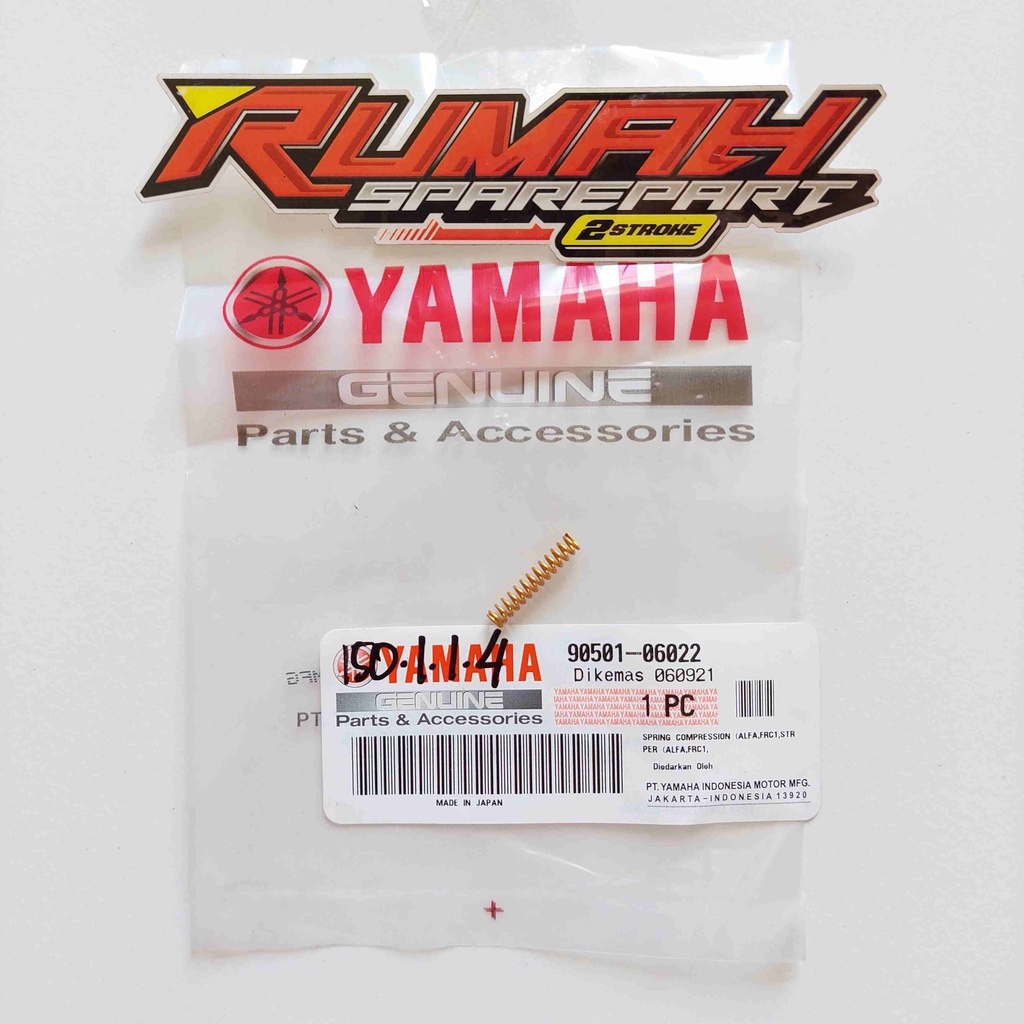 RUMAH
SPAREPART
2STROKE
YAMAHA
GENUINE
Parts & Accessories
150.1.1.4
YAMAHA
GENUINE
Parts & Accessories
MADE IN JAPAN
90501-06022
Dikemas 060921
1 PC
SPRING COMPRESSION (ALFA,FRC1,STR
PER (ALFA,FRC1,
Diedarkan Oleh
PT. YAMAHA INDONESIA MOTOR MFG.
JAKARTA-INDONESIA 13920
PT